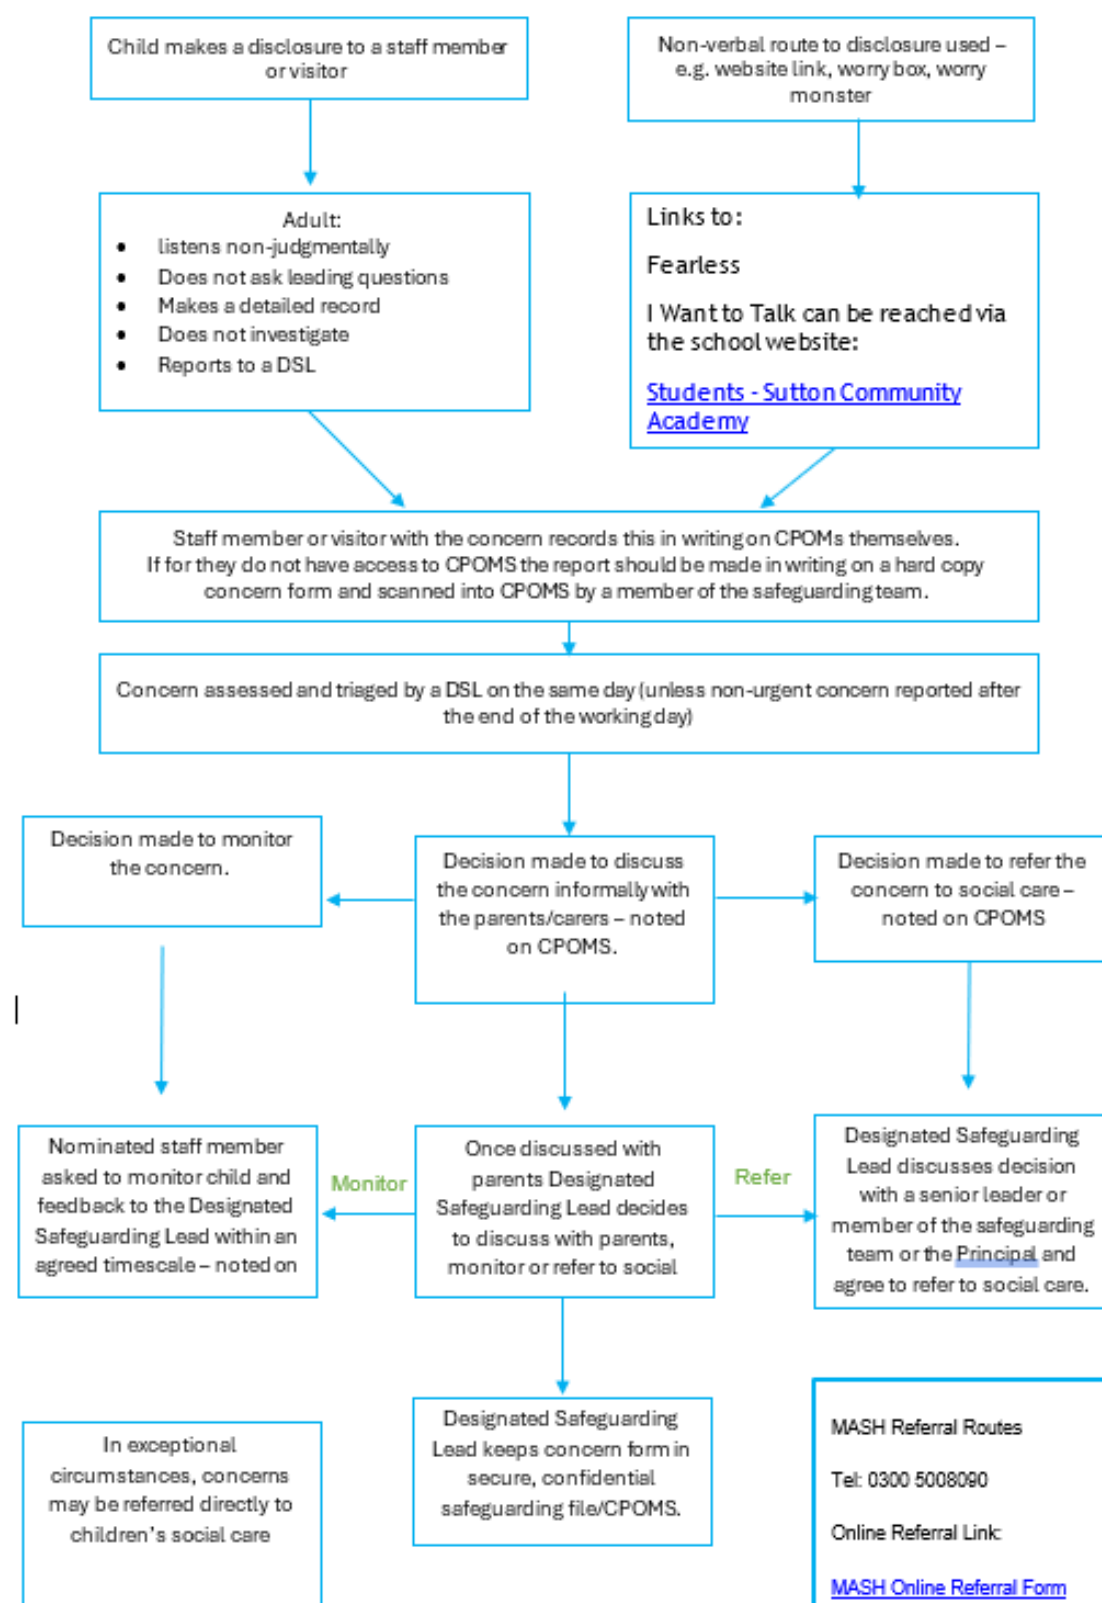 Child makes a disclosure to a staff member
or visitor
Non-verbal route to disclosure used –
e.g. website link, worry box, worry
monster
Adult:
listens non-judgmentally
Does not ask leading questions
Makes a detailed record
Does not investigate
Reports to a DSL
Links to:
Fearless
I Want to Talk can be reached via
the school website:
Students - Sutton Community
Academy
Staff member or visitor with the concern records this in writing on CPOMs themselves.
If for they do not have access to CPOMS the report should be made in writing on a hard copy
concern form and scanned into CPOMS by a member of the safeguarding team.
Concern assessed and triaged by a DSL on the same day (unless non-urgent concern reported after
the end of the working day)
Decision made to monitor
the concern.
Decision made to discuss
the concern informally with
the parents/carers – noted
on CPOMS.
Decision made to refer the
concern to social care –
noted on CPOMS
Nominated staff member
asked to monitor child and
feedback to the Designated
Safeguarding Lead within an
agreed timescale – noted on
Monitor
Once discussed with
parents Designated
Safeguarding Lead decides
to discuss with parents,
monitor or refer to social
Refer
Designated Safeguarding
Lead discusses decision
with a senior leader or
member of the safeguarding
team or the Principal and
agree to refer to social care.
In exceptional
circumstances, concerns
may be referred directly to
children's social care
Designated Safeguarding
Lead keeps concern form in
secure, confidential
safeguarding file/CPOMS.
MASH Referral Routes
Tel: 0300 5008090
Online Referral Link:
MASH Online Referral Form